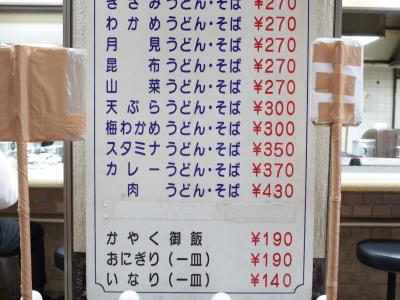 きざみうどん・そば ¥270
わかめうどん・そば ¥270
月見うどん・そば ¥270
昆布うどん・そば ¥270
山菜うどん・そば ¥270
天ぷらうどん・そば ¥300
梅わかめうどん・そば ¥300
スタミナうどん・そば ¥350
カレーうどん・そば ¥370
肉うどん・そば ¥430
かやく御飯 ¥190
おにぎり(一皿) ¥190
いなり(一皿) ¥140